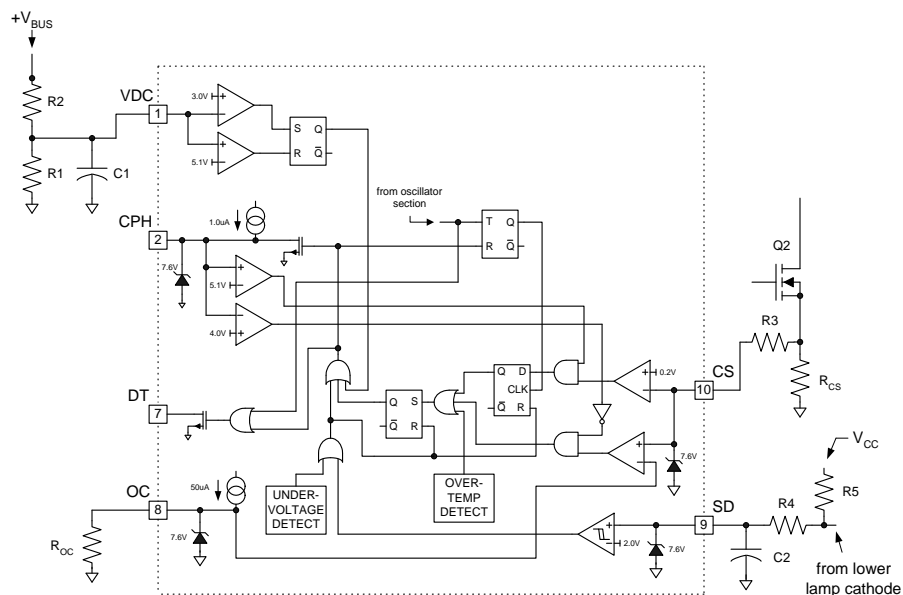 +VBUS
R2
VDC
1
3.0V
+
−
S Q
R Q
+
−
5.1V
R1
C1
from oscillator
section
CPH
2
1.0uA
T Q
R Q
7.6V
5.1V
+
−
4.0V
−
+
Q2
R3
CS
10
RCS
0.2V
+
−
Q D
CLK
Q R
Q S
Q R
DT
7
+
−
7.6V
VCC
R5
OC
8
50uA
UNDER-
VOLTAGE
DETECT
OVER-
TEMP
DETECT
SD
9
R4
7.6V
ROC
+
−
2.0V
7.6V
C2
from lower
lamp cathode